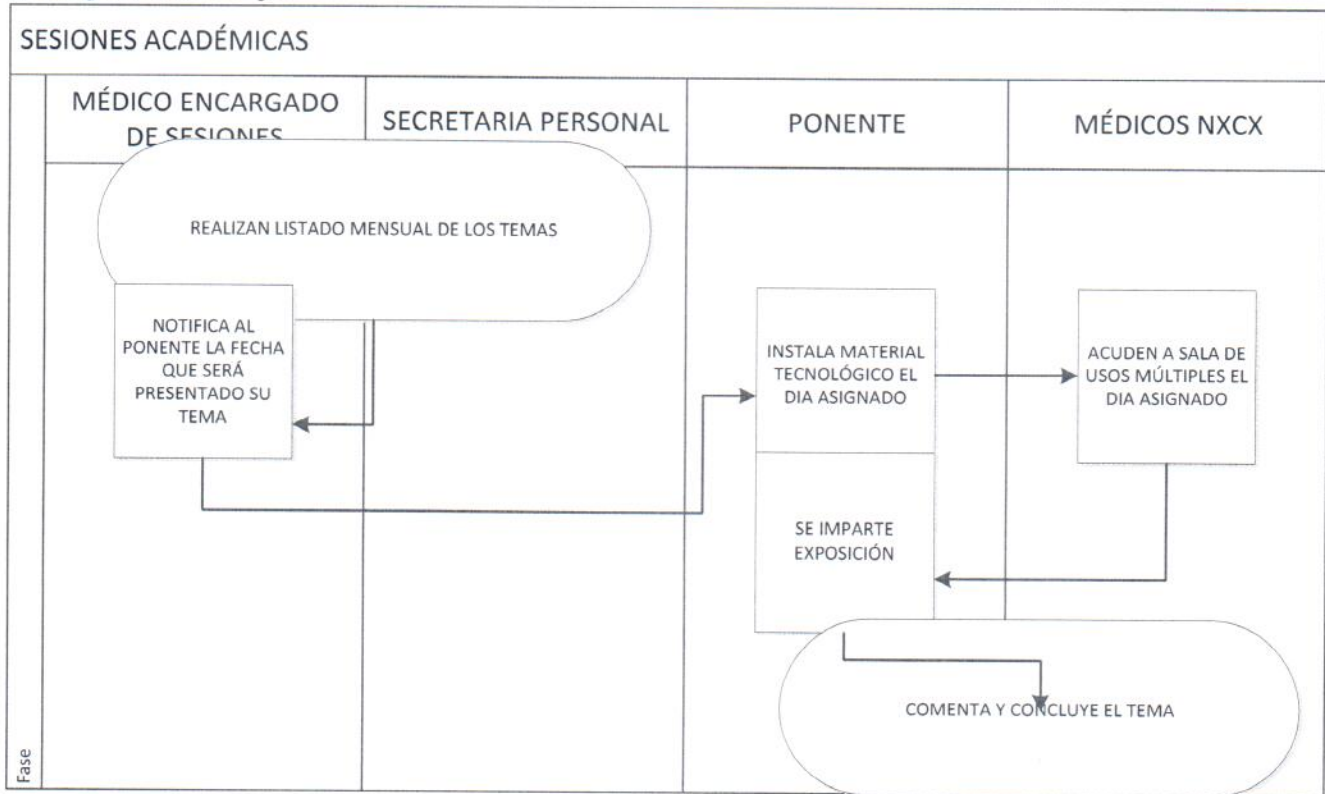 SESIONES ACADÉMICAS
MÉDICO ENCARGADO
DE SESIONES
SECRETARIA PERSONAL
PONENTE
MÉDICOS NXCX
REALIZAN LISTADO MENSUAL DE LOS TEMAS
NOTIFICA AL
PONENTE LA FECHA
QUE SERÁ
PRESENTADO SU
TEMA
INSTALA MATERIAL
TECNOLÓGICO EL
DIA ASIGNADO
ACUDEN A SALA DE
USOS MÚLTIPLES EL
DIA ASIGNADO
SE IMPARTE
EXPOSICIÓN
COMENTA Y CONCLUYE EL TEMA
Fase